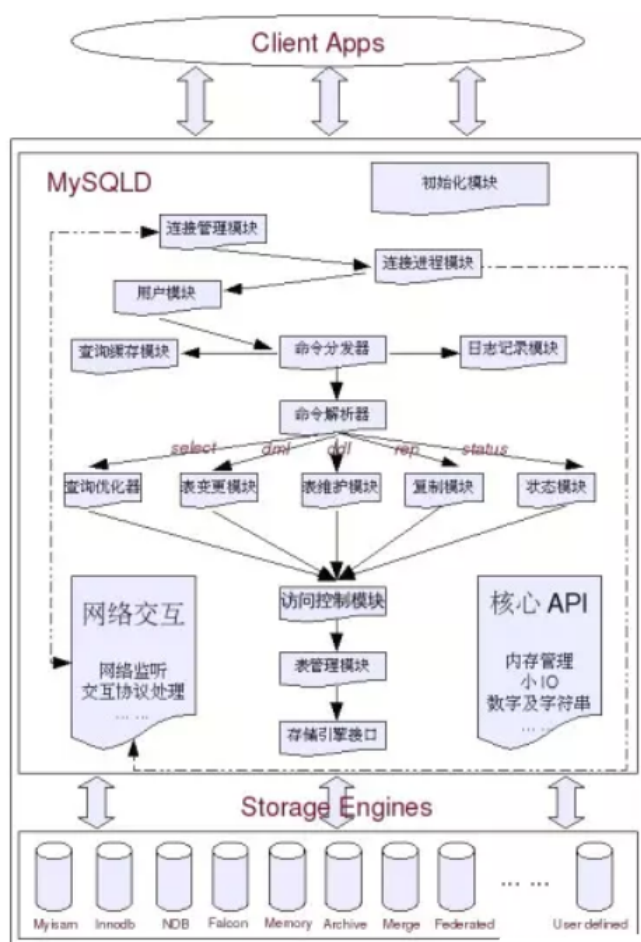 Client Apps
MySQLD
初始化模块
连接管理模块
连接进程模块
用户模块
查询缓存模块
命令分发器
日志记录模块
命令解析器
select
dml
ddl
rep
status
查询优化器
表变更模块
表维护模块
复制模块
状态模块
访问控制模块
网络交互
网络监听
交互协议处理
... ...
核心 API
内存管理
小 IO
数字及字符串
... ...
表管理模块
存储引擎接口
Storage Engines
Myisam
Innodb
NDB
Falcon
Memory
Archive
Merge
Federated
... ...
User defined